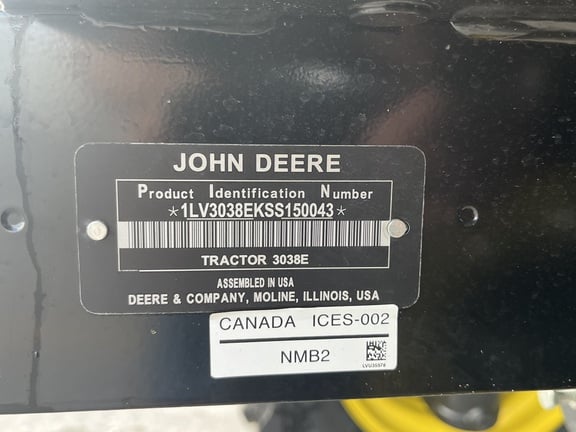 JOHN DEERE
Product Identification Number
*1LV3038EKSS150043*
TRACTOR 3038E
ASSEMBLED IN USA
DEERE & COMPANY, MOLINE, ILLINOIS, USA
CANADA ICES-002
NMB2